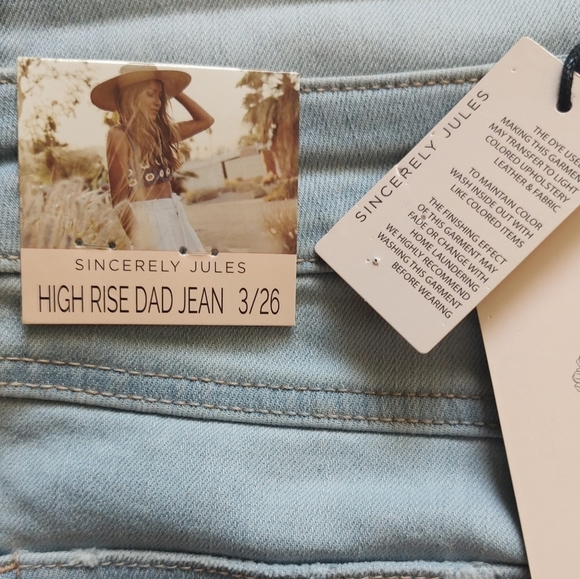 SINCERELY JULES
HIGH RISE DAD JEAN 3/26
SINCERELY JULES
THE DYE USE
MAKING THIS GARMEN
MAY TRANSFER TO LIGHT
COLORED UPHOLSTERY
LEATHER & FABRIC
TO MAINTAIN COLOR
WASH INSIDE OUT WITH
LIKE COLORED ITEMS
THE FINISHING EFFECT
OF THIS GARMENT MAY
FADE OR CHANGE WITH
HOME LAUNDERING
WE HIGHLY RECOMMEND
WASHING THIS GARMENT
BEFORE WEARING